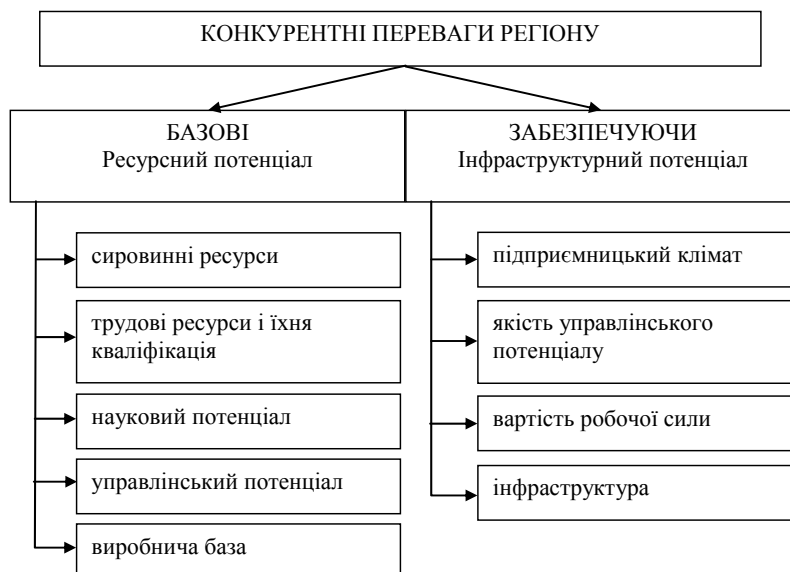 КОНКУРЕНТНІ ПЕРЕВАГИ РЕГІОНУ
БАЗОВІ
Ресурсний потенціал
сировинні ресурси
трудові ресурси і їхня
кваліфікація
науковий потенціал
управлінський потенціал
виробнича база
ЗАБЕЗПЕЧУЮЧИ
Інфраструктурний потенціал
підприємницький клімат
якість управлінського
потенціалу
вартість робочої сили
інфраструктура